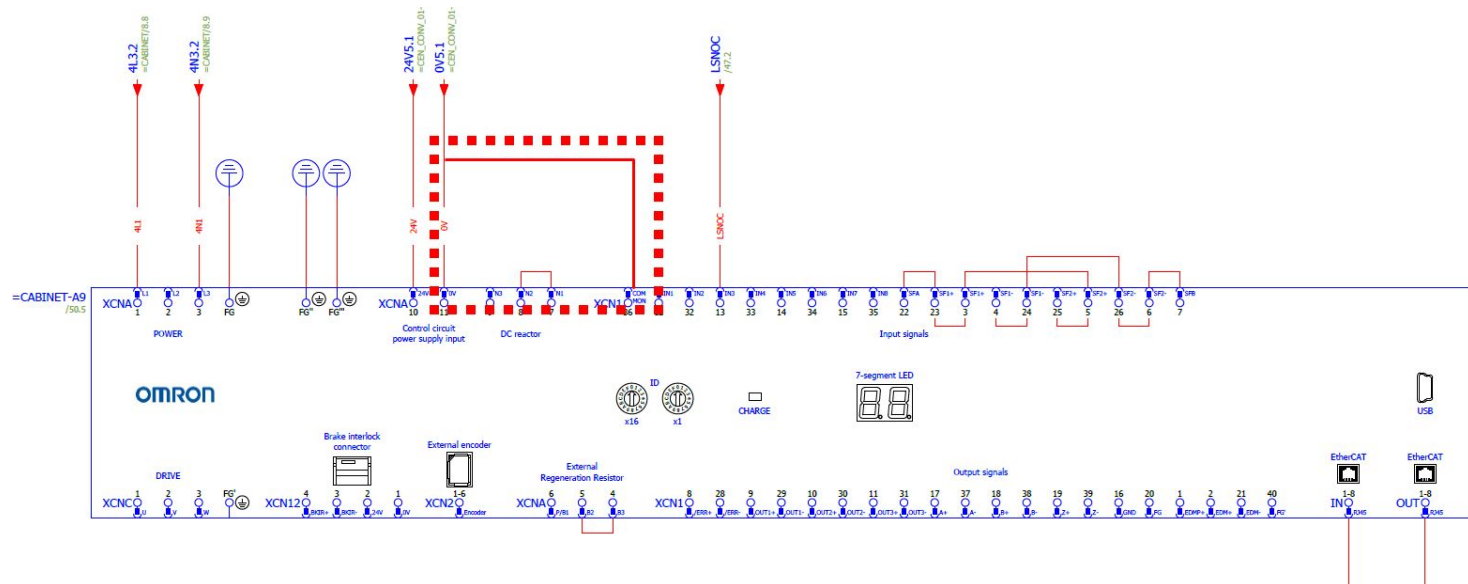 4L3.2
=CABINET/8.8
4N3.2
=CABINET/8.9
24V5.1
=CEN_CONV_01-
0V5.1
=CEN_CONV_01-
LSNOC
/47.2
4L1
4N1
24V
0V
LSNOC
=CABINET-A9
/50.5
XCNA
L1 L2 L3
1 2 3 FG FG" FG"'
XCNA
24V 0V N3 N2 N1
10 11 8 7
XCN1
COM MON IN1 IN2 IN3 IN4 IN5 IN6 IN7 IN8 SFA SF1+ SF1+ SF1- SF1- SF2+ SF2+ SF2- SF2- SFB
36 32 13 33 14 34 15 35 22 23 3 4 24 25 5 26 6 7
POWER
Control circuit
power supply input
DC reactor
Input signals
OMRON
ID
x16
x1
CHARGE
7-segment LED
88
USB
Brake interlock
connector
External encoder
External
Regeneration Resistor
DRIVE
Output signals
EtherCAT
EtherCAT
XCNC
1 2 3 FG'
U V W
XCN12
4 3 2 1
BKIR+ BKIR- 24V 0V
XCN2
1-6
Encoder
XCNA
6 5 4
P/B1 B2 B3
XCN1
8 28 9 29 10 30 11 31 17 37 18 38 19 39 16 20 1 2 21 40
/ERR+ /ERR- OUT1+ OUT1- OUT2+ OUT2- OUT3+ OUT3- A+ A- B+ B- Z+ Z- GND FG EDMP+ EDM+ EDM- FG'
IN
1-8
RJ45
OUT
1-8
RJ45